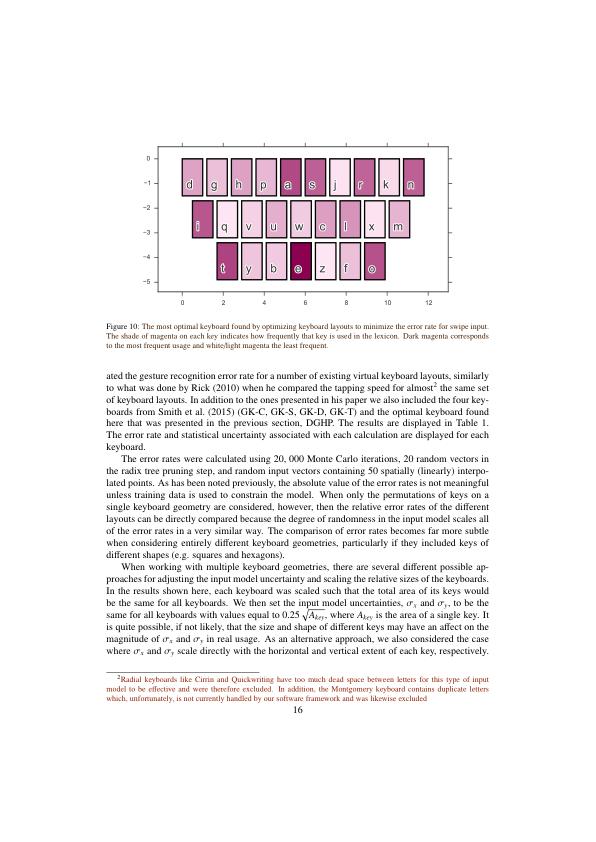 0
−1
−2
−3
−4
−5
d g h p a s j r k n
i q v u w c l x m
t y b e z f o
0 2 4 6 8 10 12
Figure 10: The most optimal keyboard found by optimizing keyboard layouts to minimize the error rate for swipe input.
The shade of magenta on each key indicates how frequently that key is used in the lexicon. Dark magenta corresponds
to the most frequent usage and white/light magenta the least frequent.
ated the gesture recognition error rate for a number of existing virtual keyboard layouts, similarly
to what was done by Rick (2010) when he compared the tapping speed for almost² the same set
of keyboard layouts. In addition to the ones presented in his paper we also included the four key-
boards from Smith et al. (2015) (GK-C, GK-S, GK-D, GK-T) and the optimal keyboard found
here that was presented in the previous section, DGHP. The results are displayed in Table 1.
The error rate and statistical uncertainty associated with each calculation are displayed for each
keyboard.
The error rates were calculated using 20, 000 Monte Carlo iterations, 20 random vectors in
the radix tree pruning step, and random input vectors containing 50 spatially (linearly) interpo-
lated points. As has been noted previously, the absolute value of the error rates is not meaningful
unless training data is used to constrain the model. When only the permutations of keys on a
single keyboard geometry are considered, however, then the relative error rates of the different
layouts can be directly compared because the degree of randomness in the input model scales all
of the error rates in a very similar way. The comparison of error rates becomes far more subtle
when considering entirely different keyboard geometries, particularly if they included keys of
different shapes (e.g. squares and hexagons).
When working with multiple keyboard geometries, there are several different possible ap-
proaches for adjusting the input model uncertainty and scaling the relative sizes of the keyboards.
In the results shown here, each keyboard was scaled such that the total area of its keys would
be the same for all keyboards. We then set the input model uncertainties, σx and σy, to be the
same for all keyboards with values equal to 0.25 √Akey, where Akey is the area of a single key. It
is quite possible, if not likely, that the size and shape of different keys may have an affect on the
magnitude of σx and σy in real usage. As an alternative approach, we also considered the case
where σx and σy scale directly with the horizontal and vertical extent of each key, respectively.
²Radial keyboards like Cirrin and Quickwriting have too much dead space between letters for this type of input
model to be effective and were therefore excluded. In addition, the Montgomery keyboard contains duplicate letters
which, unfortunately, is not currently handled by our software framework and was likewise excluded
16